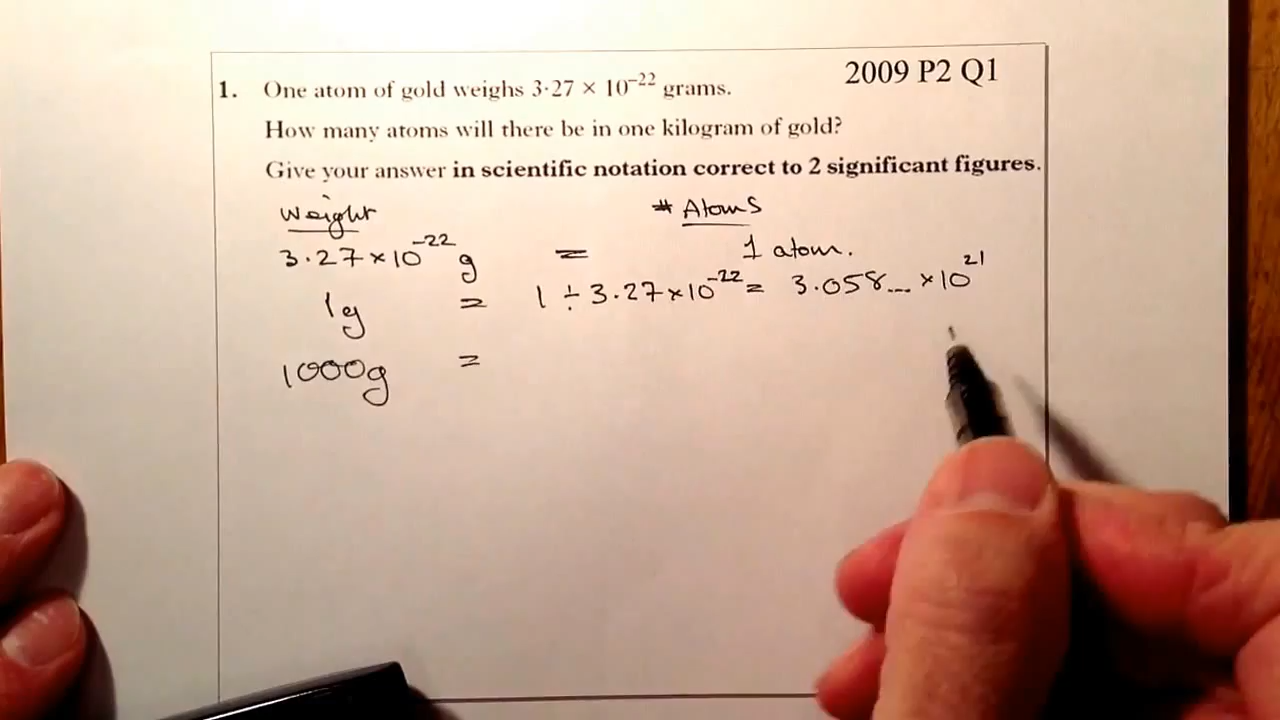 2009 P2 Q1
1. One atom of gold weighs 3·27 × 10⁻²² grams.
How many atoms will there be in one kilogram of gold?
Give your answer in scientific notation correct to 2 significant figures.
Weight # Atoms
3.27×10⁻²² g = 1 atom.
1g = 1 ÷ 3.27×10⁻²² = 3.058... ×10²¹
1000g =